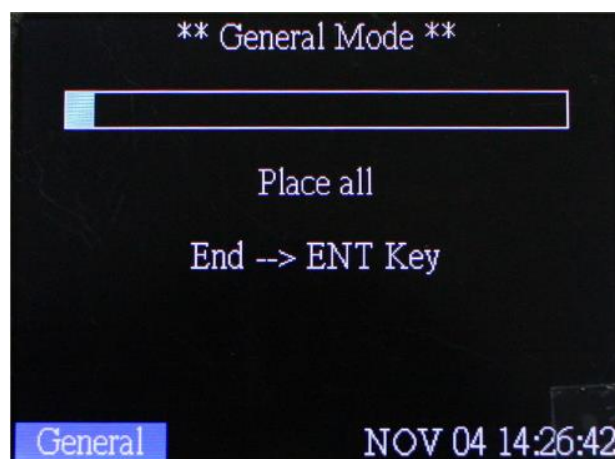 ** General Mode **
Place all
End --> ENT Key
General
NOV 04 14:26:42